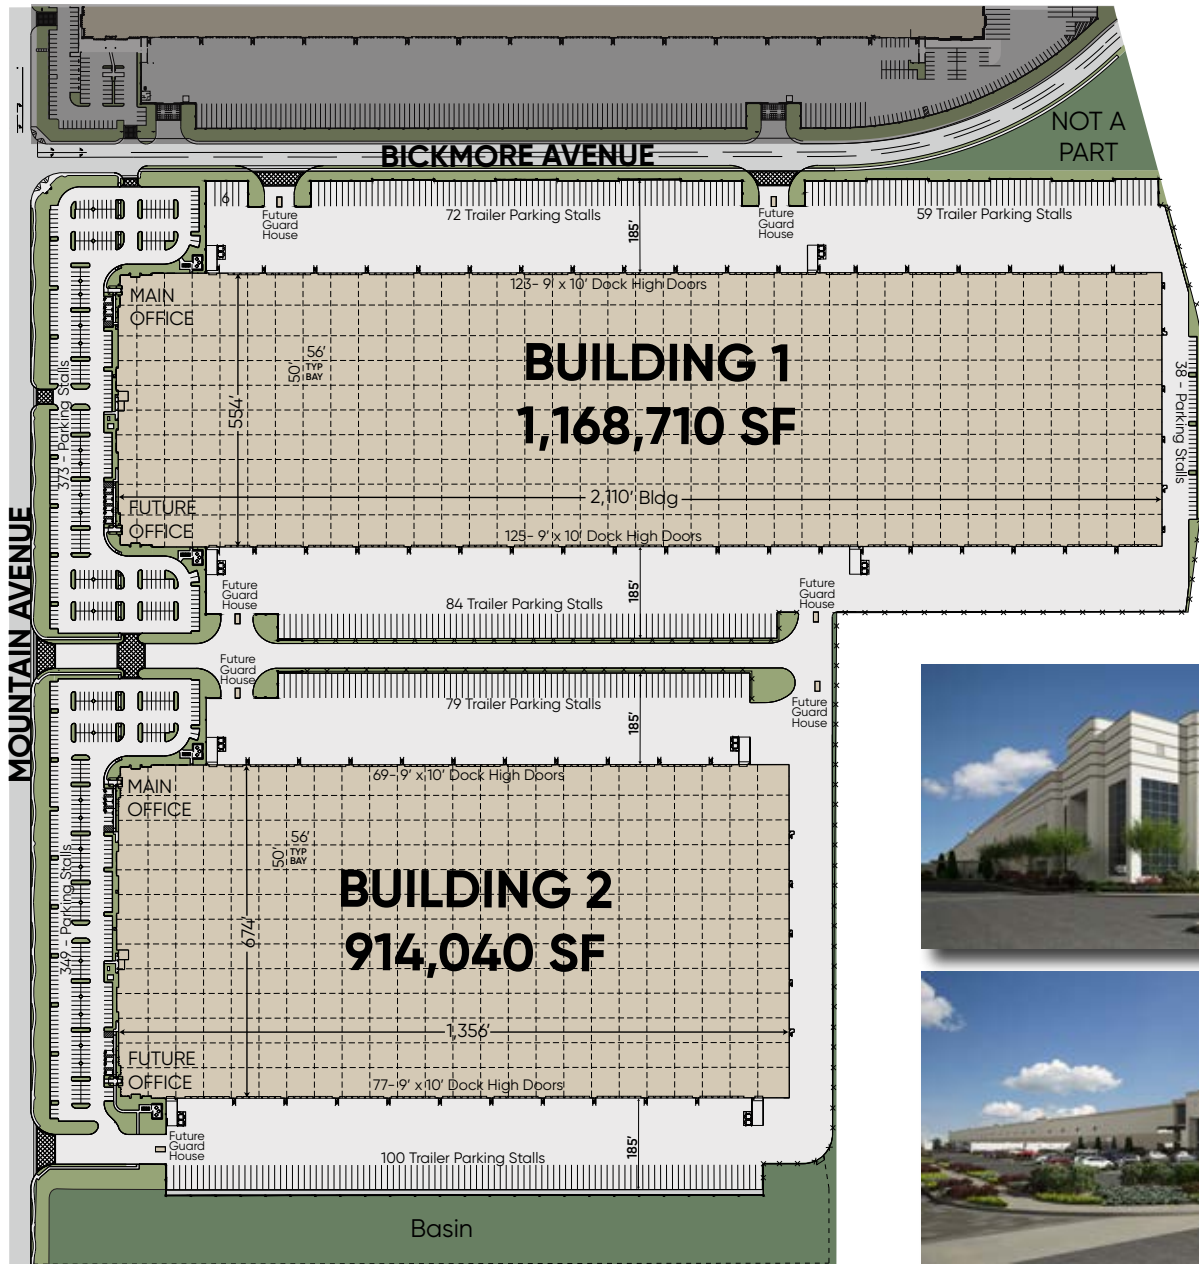 NOT A
PART
BICKMORE AVENUE
6
Future
Guard
House
72 Trailer Parking Stalls
185'
Future
Guard
House
59 Trailer Parking Stalls
123- 9' x 10' Dock High Doors
MAIN
OFFICE
56'
50'
TYP
BAY
BUILDING 1
1,168,710 SF
554'
373 - Parking Stalls
38 - Parking Stalls
2,110' Bldg
FUTURE
OFFICE
125- 9' x 10' Dock High Doors
MOUNTAIN AVENUE
Future
Guard
House
84 Trailer Parking Stalls
185'
Future
Guard
House
Future
Guard
House
79 Trailer Parking Stalls
185'
Future
Guard
House
69- 9' x 10' Dock High Doors
MAIN
OFFICE
56'
50'
TYP
BAY
BUILDING 2
914,040 SF
674'
349 - Parking Stalls
1,356'
FUTURE
OFFICE
77- 9' x 10' Dock High Doors
Future
Guard
House
100 Trailer Parking Stalls
185'
Basin